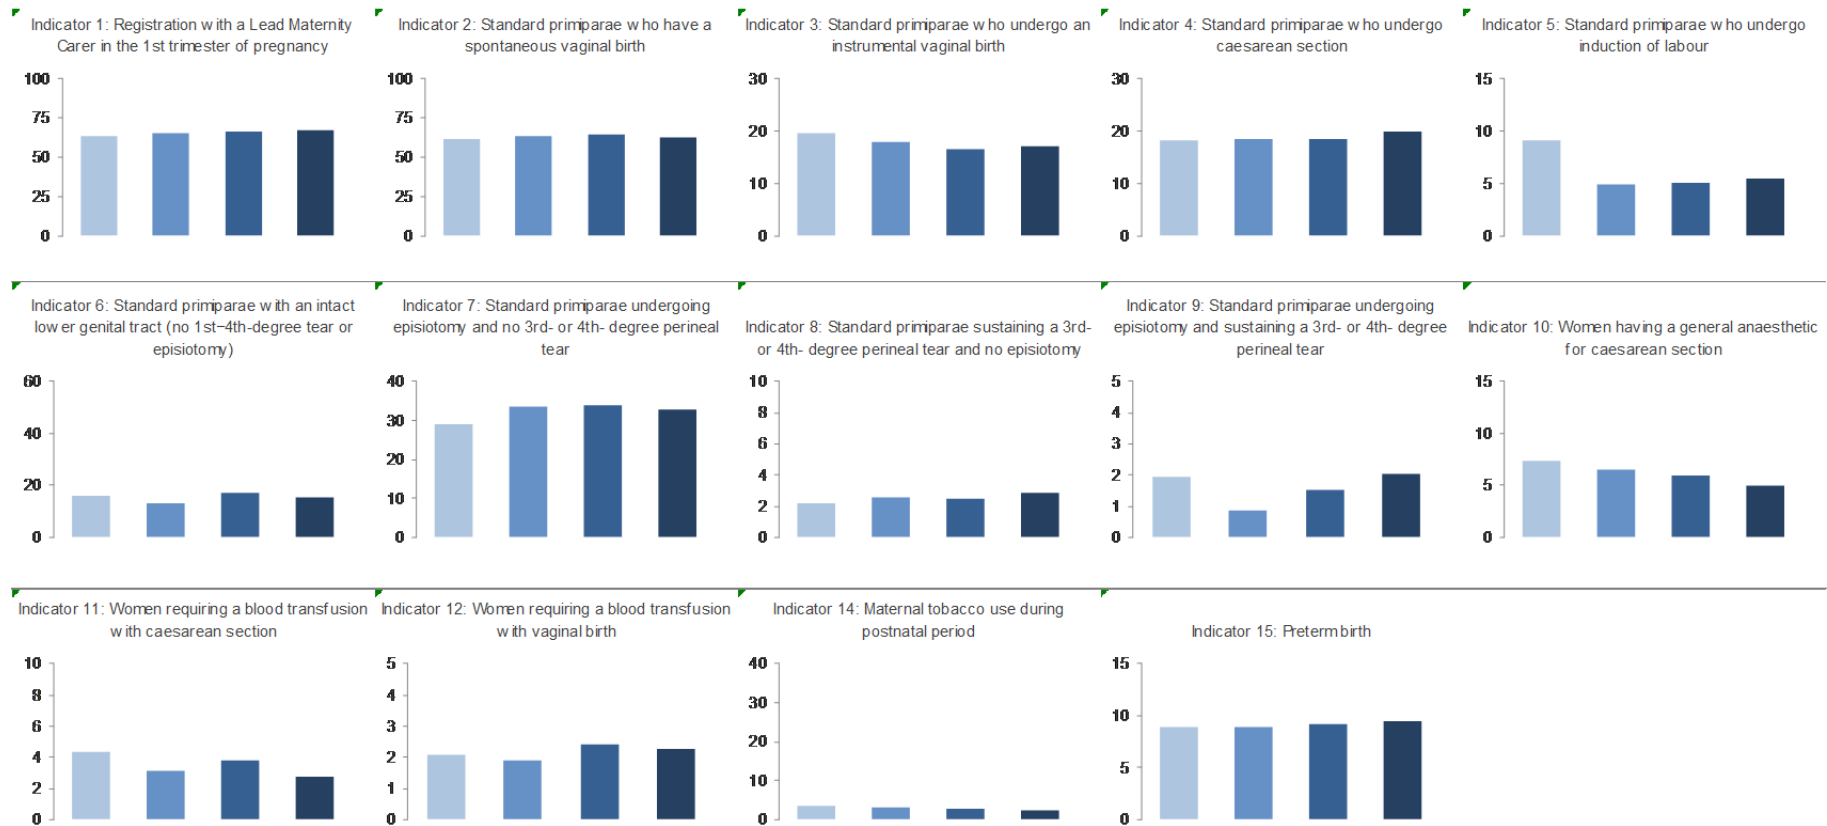 Indicator 1: Registration with a Lead Maternity
Carer in the 1st trimester of pregnancy
100
75
50
25
0
Indicator 2: Standard primiparae who have a
spontaneous vaginal birth
100
75
50
25
0
Indicator 3: Standard primiparae who undergo an
instrumental vaginal birth
30
20
10
0
Indicator 4: Standard primiparae who undergo
caesarean section
30
20
10
0
Indicator 5: Standard primiparae who undergo
induction of labour
15
10
5
0
Indicator 6: Standard primiparae with an intact
lower genital tract (no 1st–4th-degree tear or
episiotomy)
60
40
20
0
Indicator 7: Standard primiparae undergoing
episiotomy and no 3rd- or 4th- degree perineal
tear
40
30
20
10
0
Indicator 8: Standard primiparae sustaining a 3rd-
or 4th- degree perineal tear and no episiotomy
10
8
6
4
2
0
Indicator 9: Standard primiparae undergoing
episiotomy and sustaining a 3rd- or 4th- degree
perineal tear
5
4
3
2
1
0
Indicator 10: Women having a general anaesthetic
for caesarean section
15
10
5
0
Indicator 11: Women requiring a blood transfusion
with caesarean section
10
8
6
4
2
0
Indicator 12: Women requiring a blood transfusion
with vaginal birth
5
4
3
2
1
0
Indicator 14: Maternal tobacco use during
postnatal period
40
30
20
10
0
Indicator 15: Preterm birth
15
10
5
0